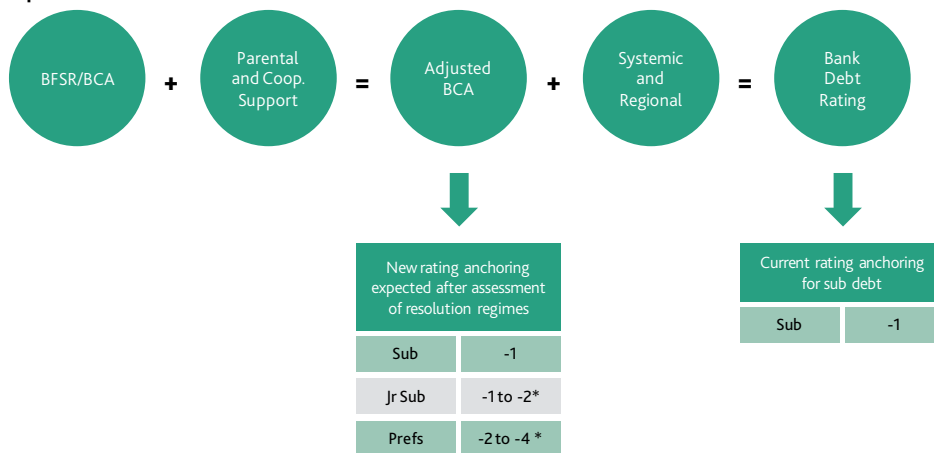 BFSR/BCA
+
Parental
and Coop.
Support
=
Adjusted
BCA
+
Systemic
and
Regional
=
Bank
Debt
Rating
New rating anchoring
expected after assessment
of resolution regimes
Sub -1
Jr Sub -1 to -2*
Prefs -2 to -4 *
Current rating anchoring
for sub debt
Sub -1